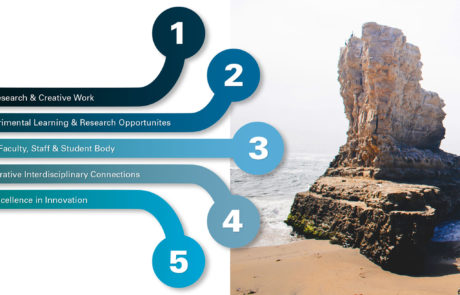 1
2
3
4
5
esearch & Creative Work
rimental Learning & Research Opportunites
Faculty, Staff & Student Body
rative Interdisciplinary Connections
cellence in Innovation